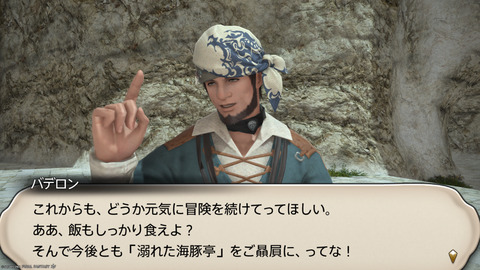 バデロン
これからも、どうか元気に冒険を続けてってほしい。
ああ、飯もしっかり食えよ？
そんで今後とも「溺れた海豚亭」をご贔屓に、ってな！